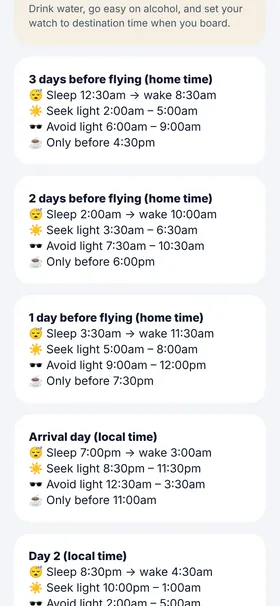 Drink water, go easy on alcohol, and set your
watch to destination time when you board.
3 days before flying (home time)
😴 Sleep 12:30am → wake 8:30am
☀️ Seek light 2:00am – 5:00am
🕶️ Avoid light 6:00am – 9:00am
☕ Only before 4:30pm
2 days before flying (home time)
😴 Sleep 2:00am → wake 10:00am
☀️ Seek light 3:30am – 6:30am
🕶️ Avoid light 7:30am – 10:30am
☕ Only before 6:00pm
1 day before flying (home time)
😴 Sleep 3:30am → wake 11:30am
☀️ Seek light 5:00am – 8:00am
🕶️ Avoid light 9:00am – 12:00pm
☕ Only before 7:30pm
Arrival day (local time)
😴 Sleep 7:00pm → wake 3:00am
☀️ Seek light 8:30pm – 11:30pm
🕶️ Avoid light 12:30am – 3:30am
☕ Only before 11:00am
Day 2 (local time)
😴 Sleep 8:30pm → wake 4:30am
☀️ Seek light 10:00pm – 1:00am
🕶️ Avoid light 2:00am – 5:00am